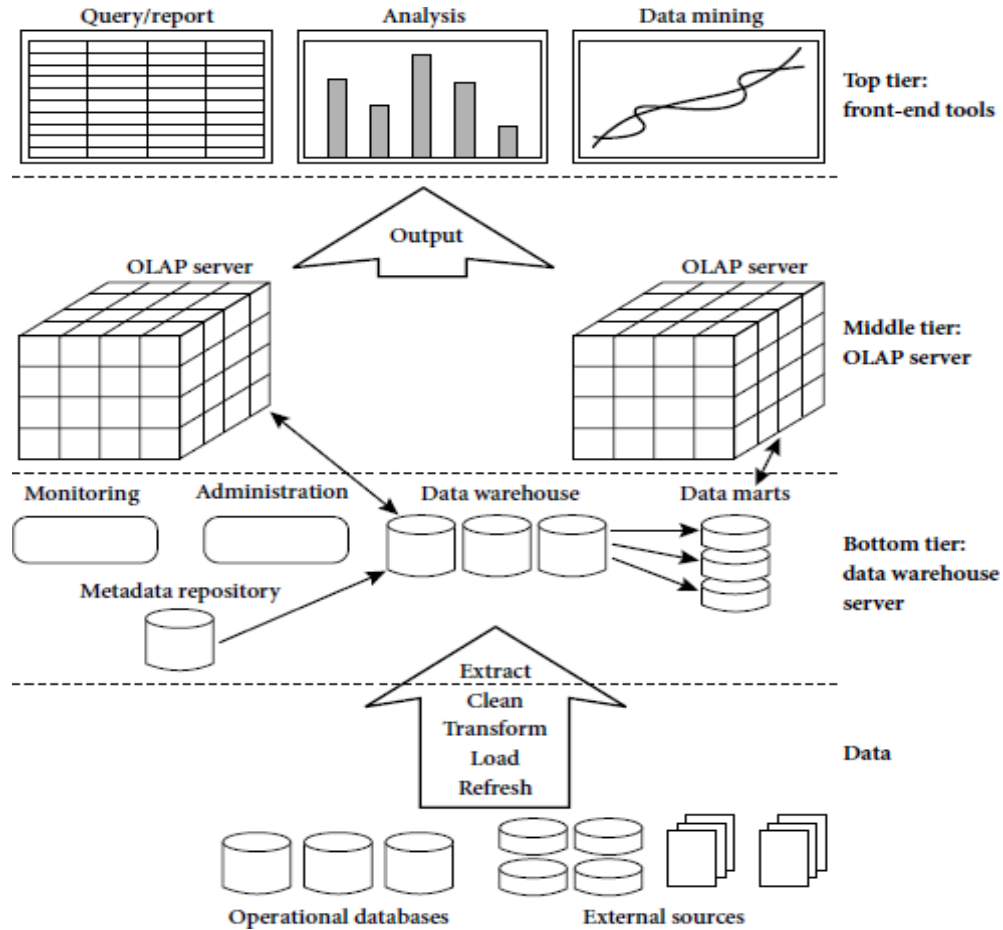 Query/report
Analysis
Data mining
Top tier:
front-end tools
Output
OLAP server
OLAP server
Middle tier:
OLAP server
Monitoring
Administration
Data warehouse
Data marts
Bottom tier:
data warehouse
server
Metadata repository
Extract
Clean
Transform
Load
Refresh
Data
Operational databases
External sources